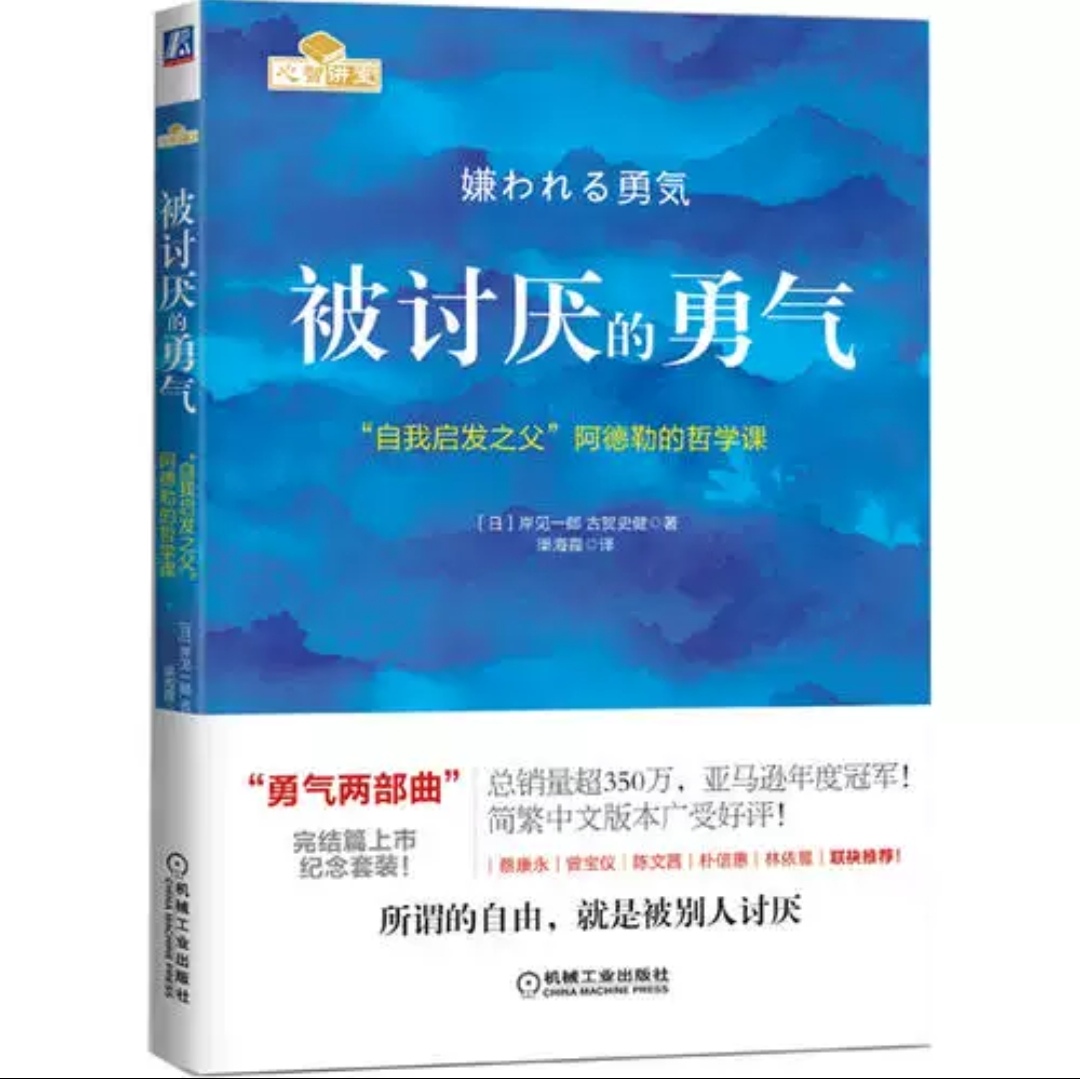 心智讲堂
嫌われる勇気
被讨厌的勇气
“自我启发之父”阿德勒的哲学课
[日]岸见一郎 古贺史健◎著
渠海霞◎译
“勇气两部曲”
完结篇上市
纪念套装！
总销量超350万，亚马逊年度冠军！
简繁中文版本广受好评！
|蔡康永|曾宝仪|陈文茜|朴信惠|林依晨|联袂推荐！
所谓的自由，就是被别人讨厌
机械工业出版社
CHINA MACHINE PRESS
被讨厌的勇气
“自我启发之父”
阿德勒的哲学课
[日]岸见一郎
机械工业出版社
CHINA MACHINE PRESS